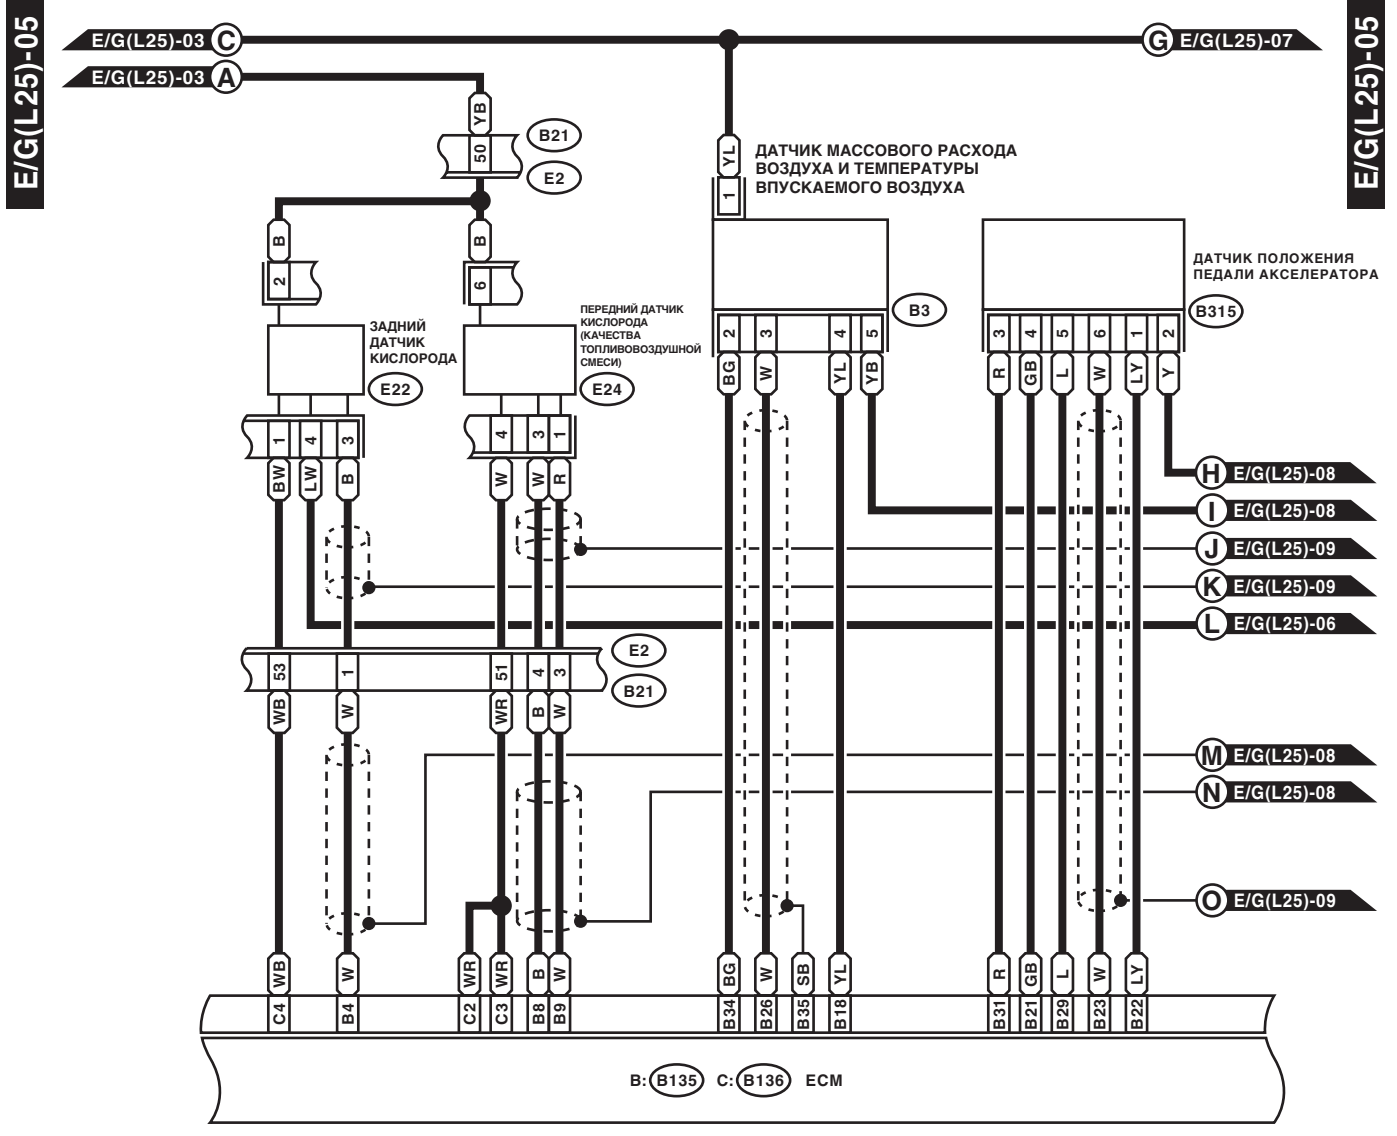 E/G(L25)-05
E/G(L25)-05
E/G(L25)-03 C
G E/G(L25)-07
E/G(L25)-03 A
YB
50
B21
E2
YL
1
ДАТЧИК МАССОВОГО РАСХОДА
ВОЗДУХА И ТЕМПЕРАТУРЫ
ВПУСКАЕМОГО ВОЗДУХА
B
2
B
6
ЗАДНИЙ
ДАТЧИК
КИСЛОРОДА
E22
ПЕРЕДНИЙ ДАТЧИК
КИСЛОРОДА
(КАЧЕСТВА
ТОПЛИВОВОЗДУШНОЙ
СМЕСИ)
E24
B3
ДАТЧИК ПОЛОЖЕНИЯ
ПЕДАЛИ АКСЕЛЕРАТОРА
B315
2 3 4 5
BG W YL YB
3 4 5 6 1 2
R GB L W LY Y
1 4 3
BW LW B
4 3 1
W W R
H E/G(L25)-08
I E/G(L25)-08
J E/G(L25)-09
K E/G(L25)-09
L E/G(L25)-06
E2
53 1 51 4 3
B21
WB W WR B W
M E/G(L25)-08
N E/G(L25)-08
O E/G(L25)-09
WB W WR WR B W BG W SB YL R GB L W LY
C4 B4 C2 C3 B8 B9 B34 B26 B35 B18 B31 B21 B29 B23 B22
B: B135 C: B136 ECM